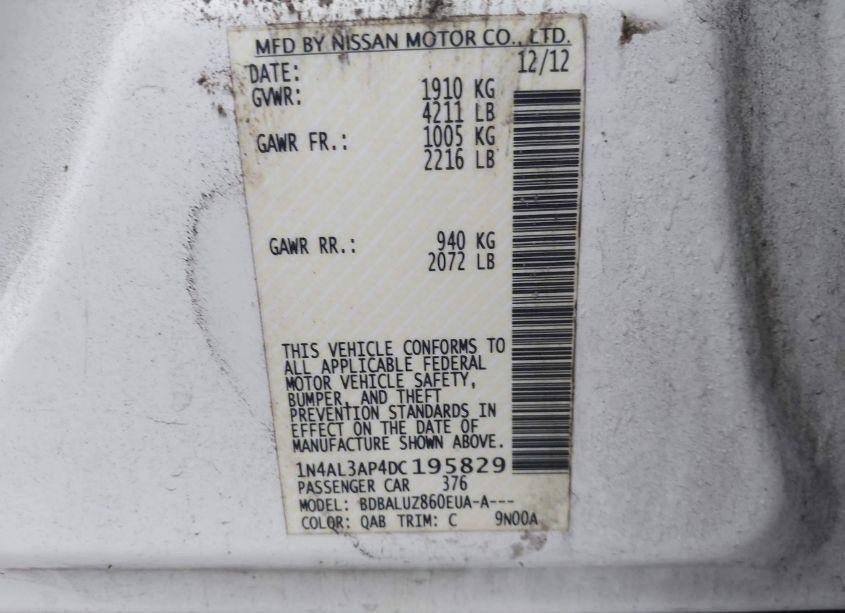 MFD BY NISSAN MOTOR CO., LTD.
DATE: 12/12
GVWR: 1910 KG
4211 LB
GAWR FR.: 1005 KG
2216 LB
GAWR RR.: 940 KG
2072 LB
THIS VEHICLE CONFORMS TO
ALL APPLICABLE FEDERAL
MOTOR VEHICLE SAFETY,
BUMPER, AND THEFT
PREVENTION STANDARDS IN
EFFECT ON THE DATE OF
MANUFACTURE SHOWN ABOVE.
1N4AL3AP4DC195829
PASSENGER CAR 376
MODEL: BDBALUZ860EUA-A---
COLOR: QAB TRIM: C 9N00A